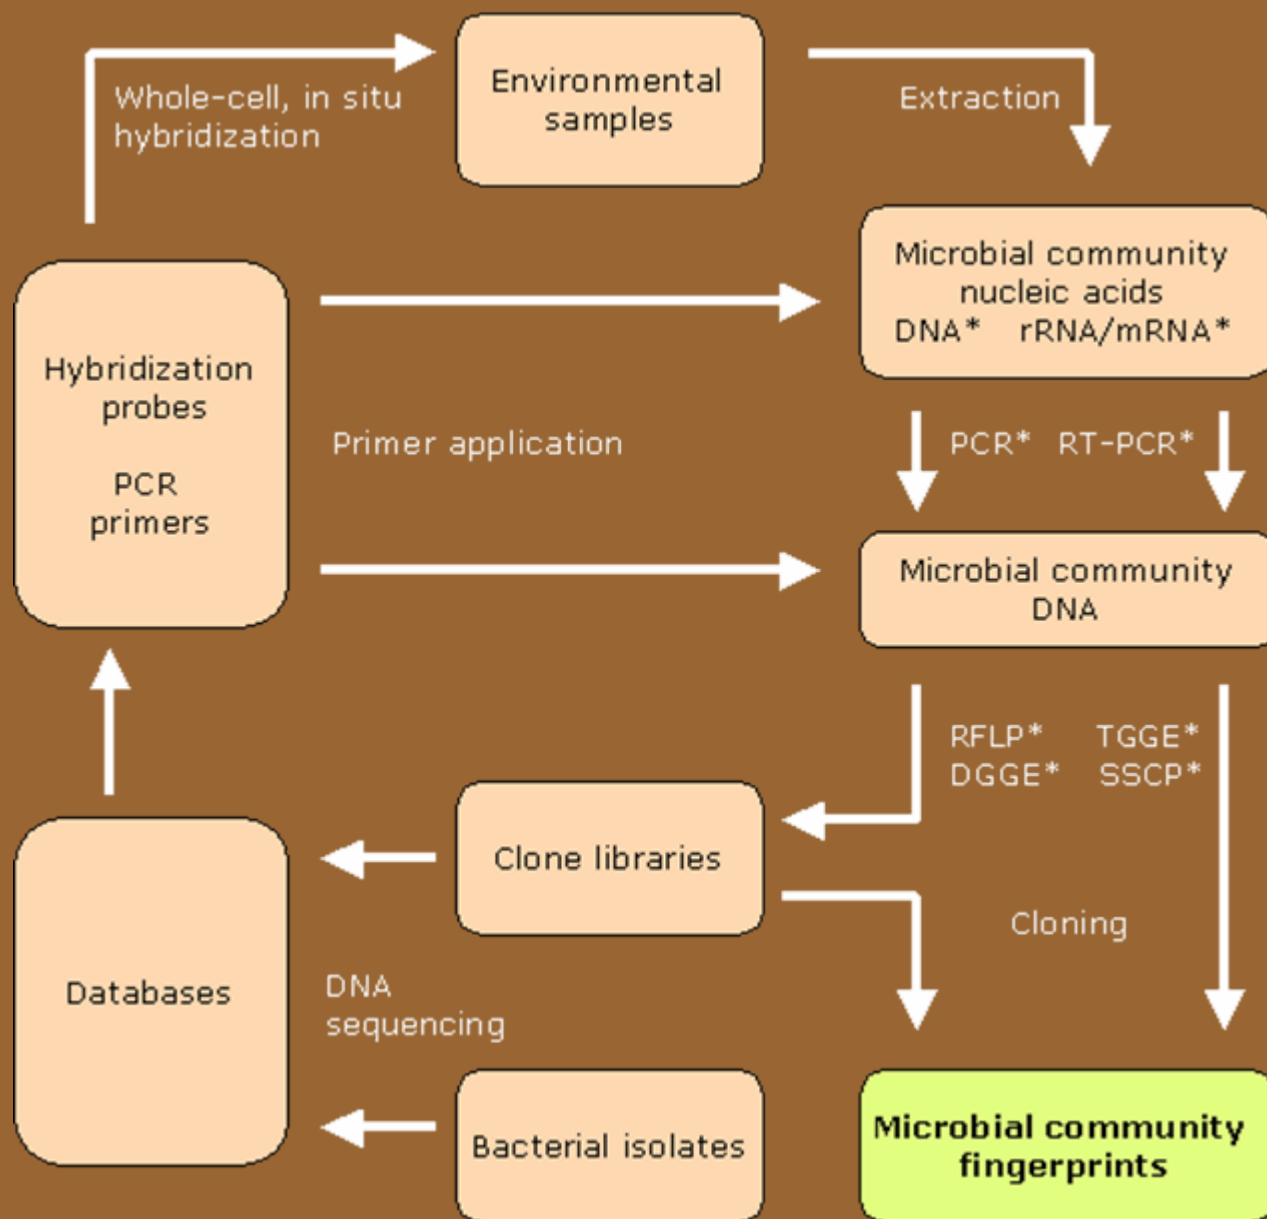 Environmental
samples
Whole-cell, in situ
hybridization
Extraction
Microbial community
nucleic acids
DNA* rRNA/mRNA*
Hybridization
probes
PCR
primers
Primer application
PCR* RT-PCR*
Microbial community
DNA
RFLP* TGGE*
DGGE* SSCP*
Clone libraries
Cloning
Databases
DNA
sequencing
Bacterial isolates
Microbial community
fingerprints